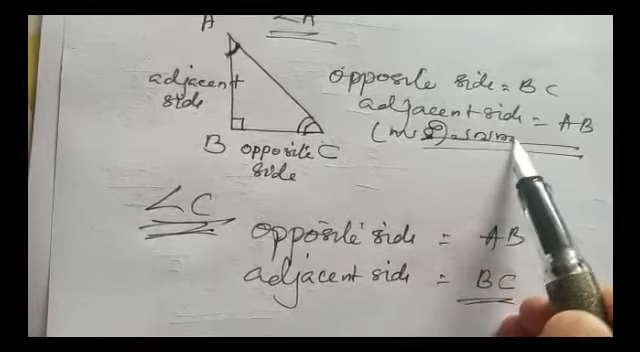 ∠A
A
adjacent
side
opposite side = BC
adjacent side = AB
B opposite C
side
∠C
opposite side = AB
adjacent side = BC